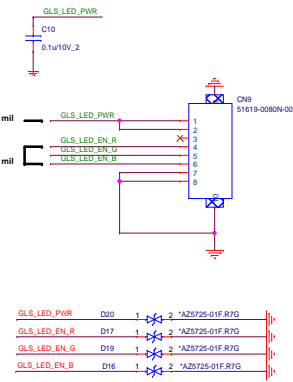 GLS_LED_PWR
C10
0.1u/10V_2
CN9
51619-0080N-00
mil
GLS_LED_PWR
1
2
3
GLS_LED_EN_R
4
GLS_LED_EN_G
5
mil
GLS_LED_EN_B
6
7
8
GLS_LED_PWR D20 1 2 *AZ5725-01F.R7G
GLS_LED_EN_R D17 1 2 *AZ5725-01F.R7G
GLS_LED_EN_G D19 1 2 *AZ5725-01F.R7G
GLS_LED_EN_B D16 1 2 *AZ5725-01F.R7G